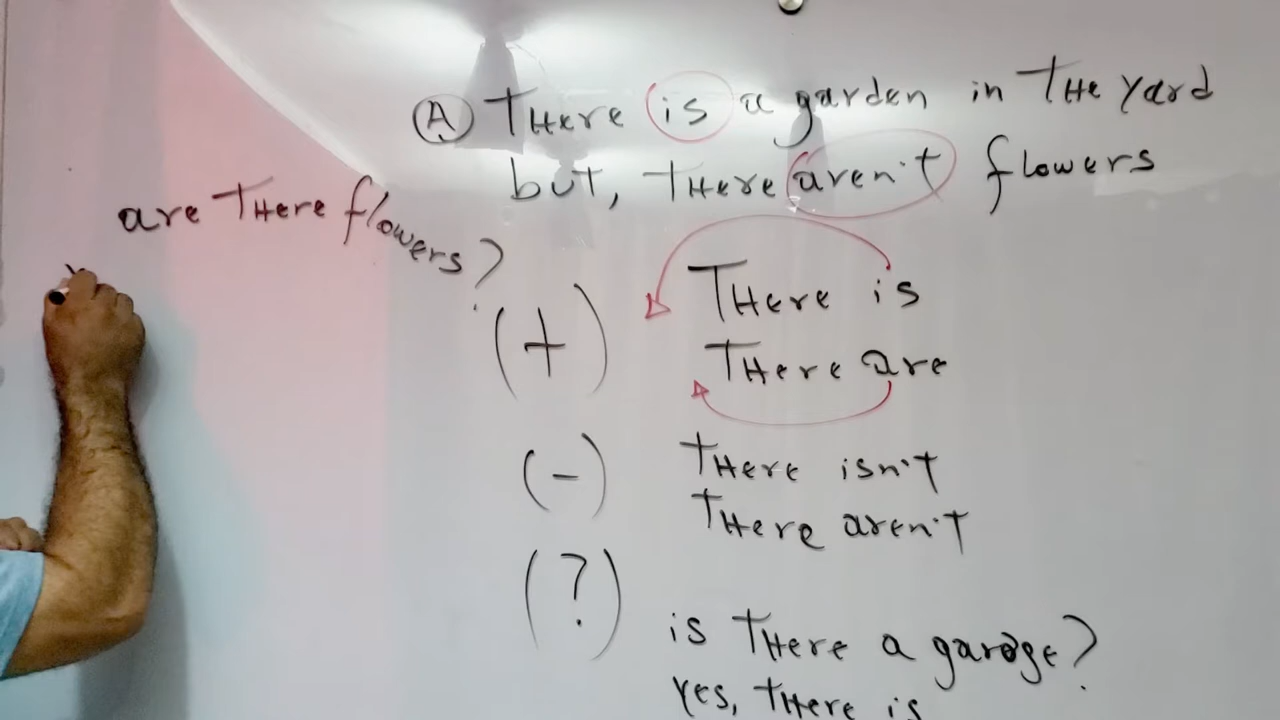 Ⓐ THere is a garden in THe yard
but, THere aren't flowers
are THere flowers?
(+) THere is
THere are
(-) THere isn't
THere aren't
(?)
is THere a garage?
Yes, THere is